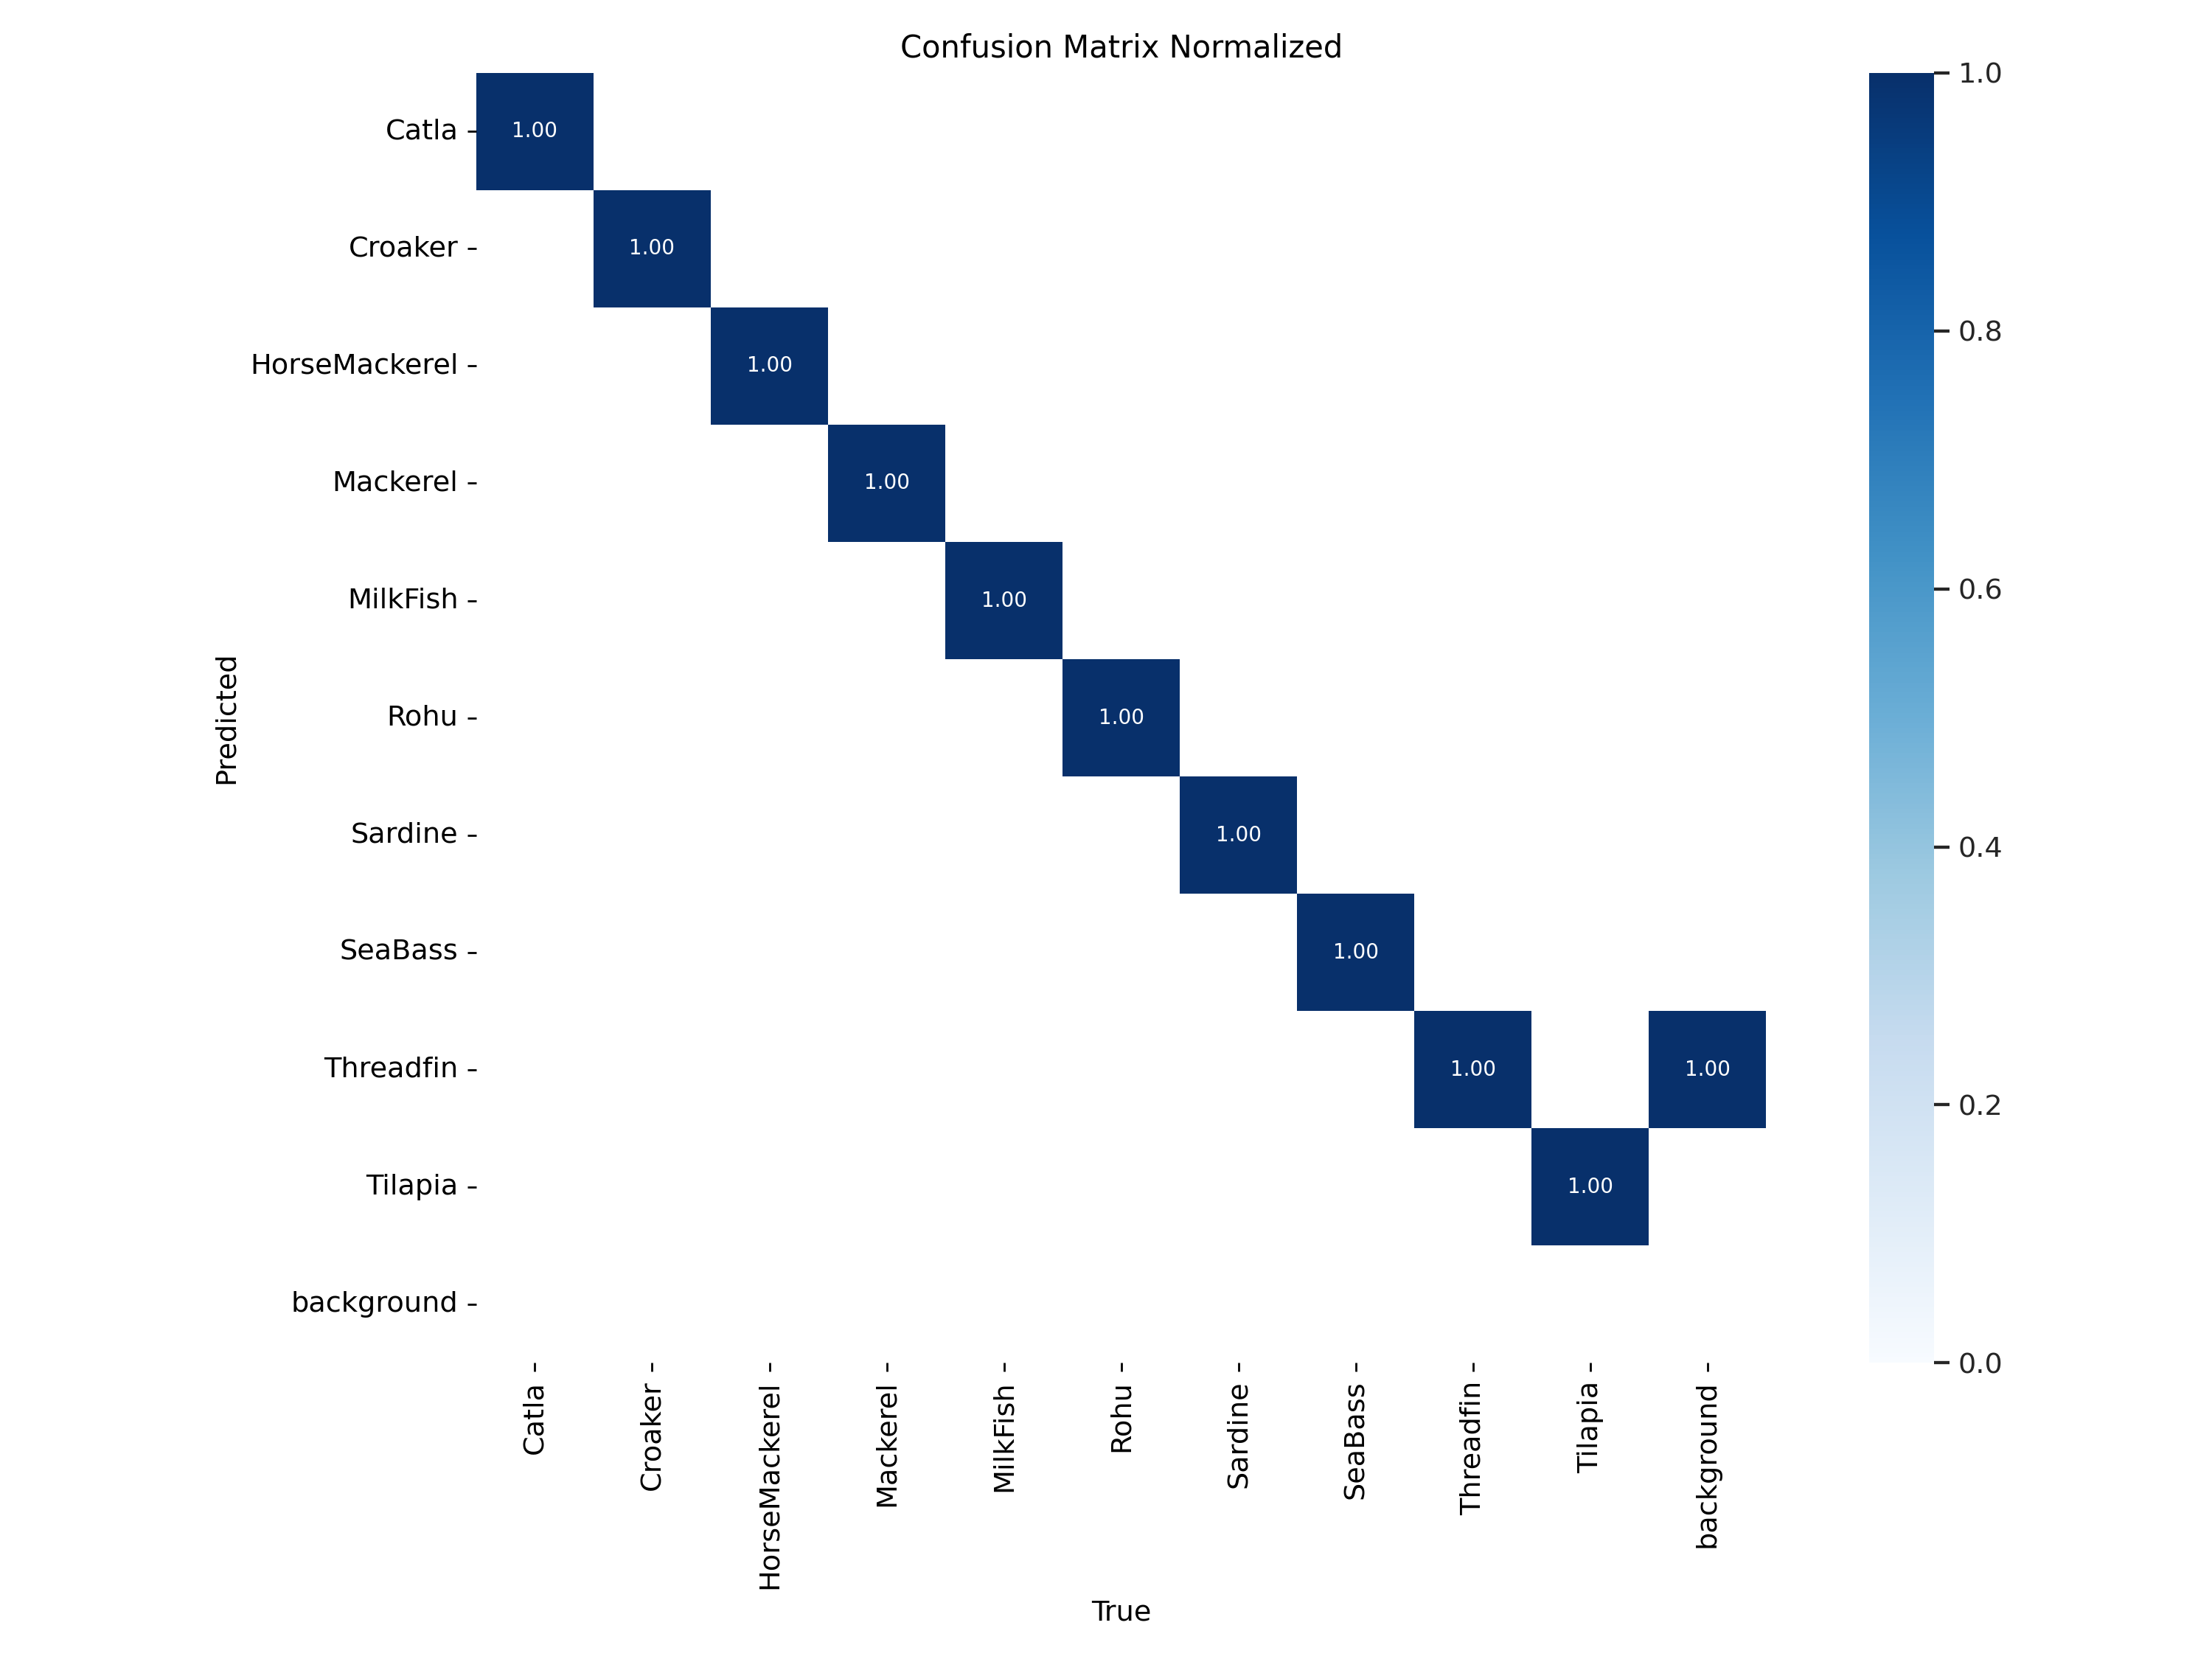 Confusion Matrix Normalized
Catla
1.00
1.0
Croaker
1.00
HorseMackerel
1.00
0.8
Mackerel
1.00
MilkFish
1.00
0.6
Predicted
Rohu
1.00
Sardine
1.00
0.4
SeaBass
1.00
Threadfin
1.00
1.00
0.2
Tilapia
1.00
background
0.0
Catla
Croaker
HorseMackerel
Mackerel
MilkFish
Rohu
Sardine
SeaBass
Threadfin
Tilapia
background
True